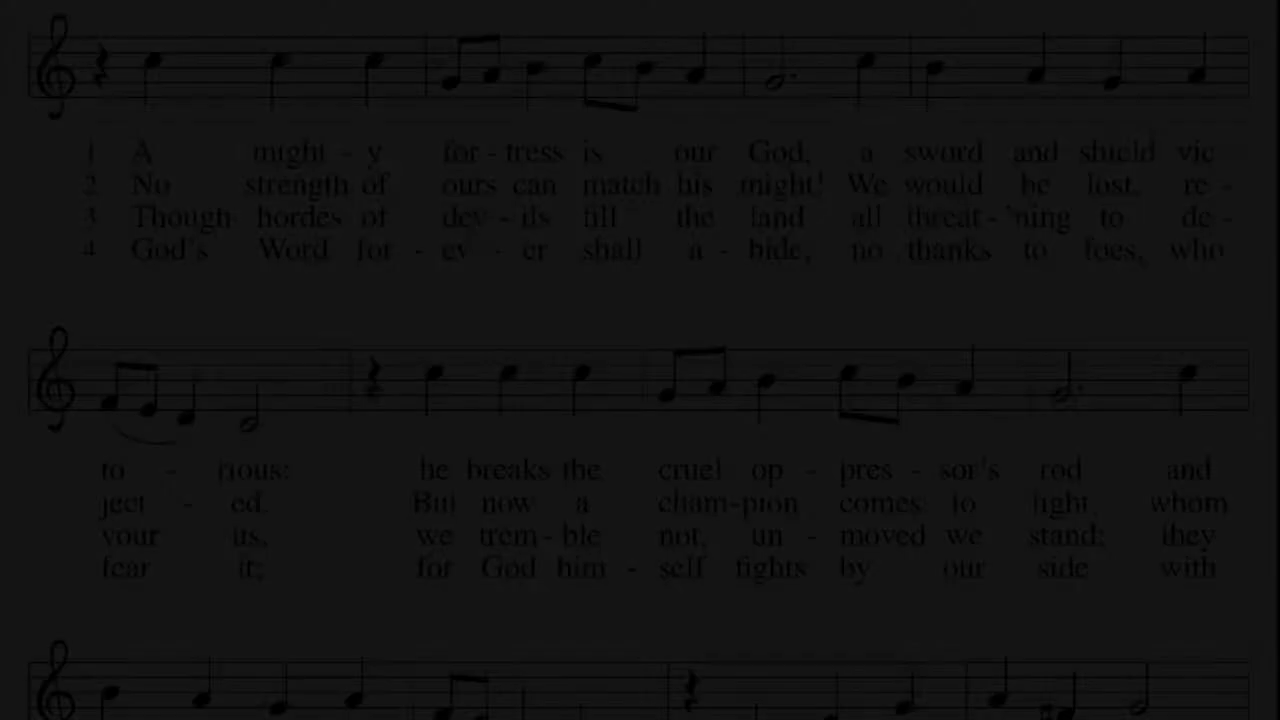 1 A might - y for - tress is our God, a sword and shield vic
2 No strength of ours can match his might! We would be lost, re -
3 Though hordes of dev - ils fill the land all threat - 'ning to de -
4 God's Word for - ev - er shall a - bide, no thanks to foes, who
to - rious: he breaks the cruel op - pres - sor's rod and
ject - ed. But now a cham-pion comes to fight, whom
vour us, we trem - ble not, un - moved we stand; they
fear it; for God him - self fights by our side with